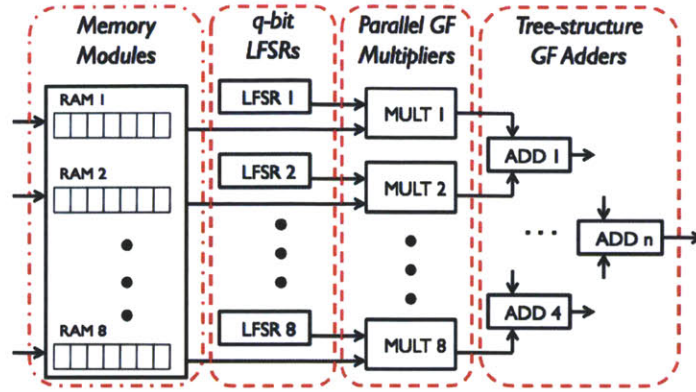 Memory Modules
q-bit LFSRs
Parallel GF Multipliers
Tree-structure GF Adders
RAM 1
LFSR 1
MULT 1
ADD 1
RAM 2
LFSR 2
MULT 2
ADD n
ADD 4
RAM 8
LFSR 8
MULT 8